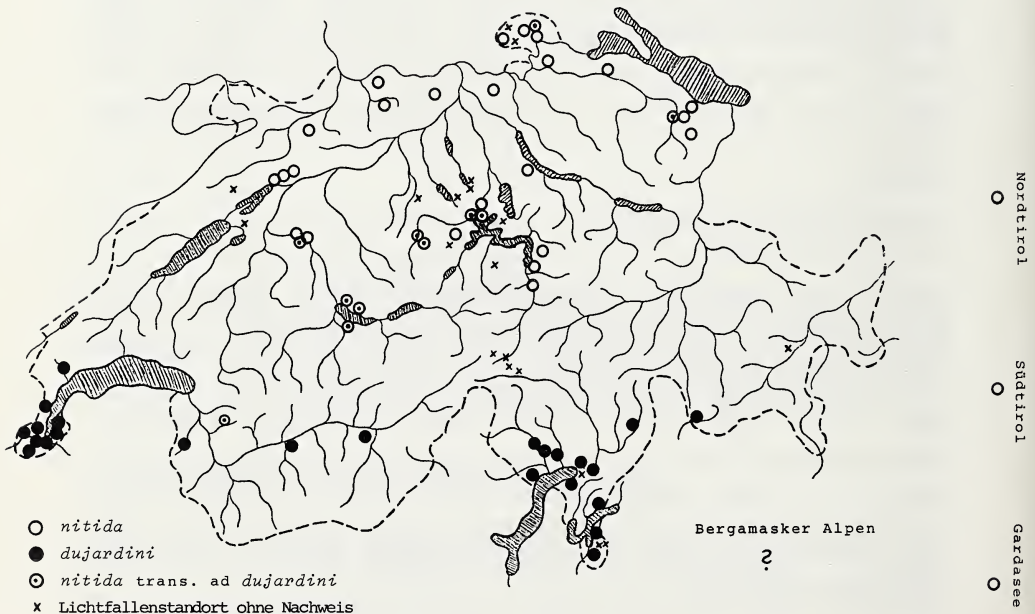 Nordtirol
Südtirol
Gardasee
Bergamasker Alpen
?
nitida
dujardini
nitida trans. ad dujardini
x Lichtfallenstandort ohne Nachweis